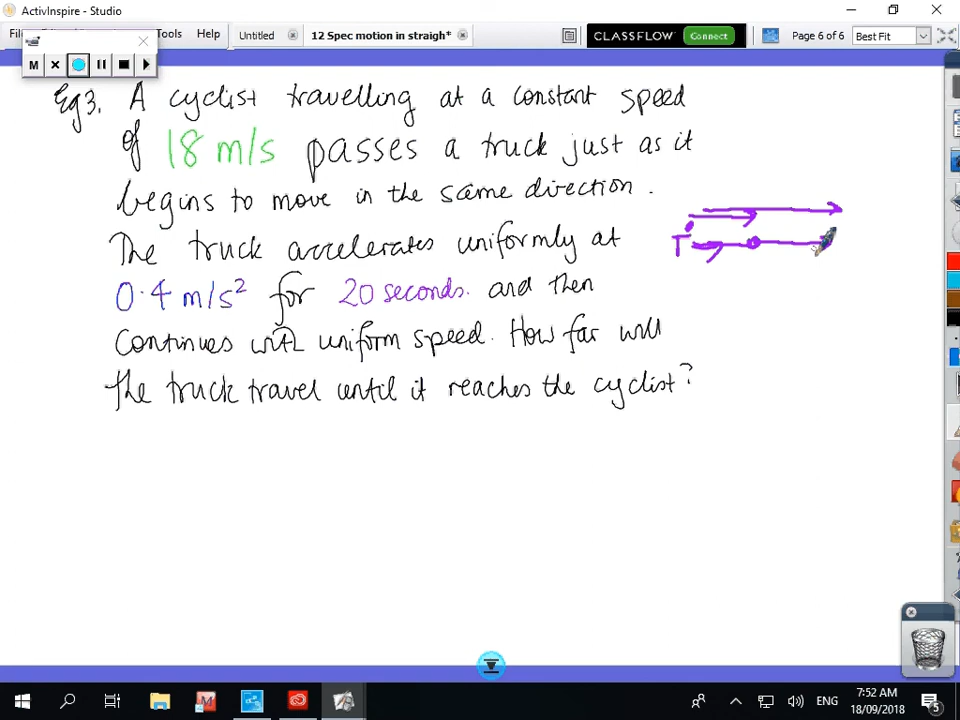 ActivInspire - Studio
Tools Help Untitled 12 Spec motion in straigh* CLASSFLOW Connect Page 6 of 6 Best Fit
M
Eg3. A cyclist travelling at a constant speed
of 18 m/s passes a truck just as it
begins to move in the same direction.
The truck accelerates uniformly at
T
0.4 m/s² for 20 seconds. and then
continues with uniform speed. How far will
the truck travel until it reaches the cyclist?
ENG
7:52 AM
18/09/2018
5